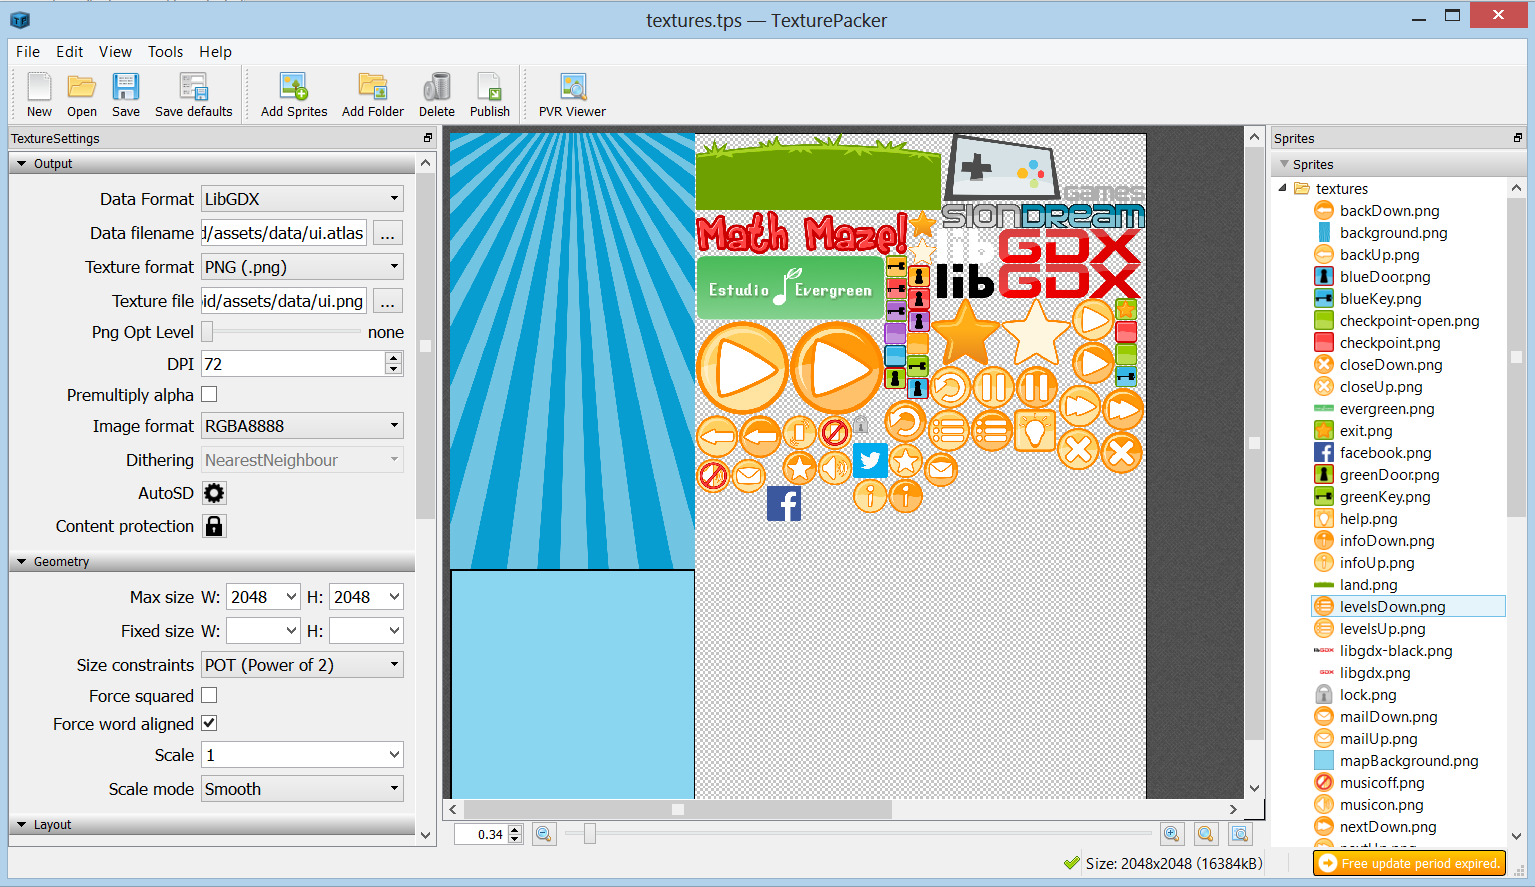 textures.tps — TexturePacker
File Edit View Tools Help
New Open Save Save defaults Add Sprites Add Folder Delete Publish PVR Viewer
TextureSettings
Output
Data Format LibGDX
Data filename d/assets/data/ui.atlas ...
Texture format PNG (.png)
Texture file oid/assets/data/ui.png ...
Png Opt Level none
DPI 72
Premultiply alpha
Image format RGBA8888
Dithering NearestNeighbour
AutoSD
Content protection
Geometry
Max size W: 2048 H: 2048
Fixed size W: H:
Size constraints POT (Power of 2)
Force squared
Force word aligned
Scale 1
Scale mode Smooth
Layout
games
SIONDREAM
Math Maze!
lib GDX
lib GDX
Estudio Evergreen
0.34
Sprites
Sprites
textures
backDown.png
background.png
backUp.png
blueDoor.png
blueKey.png
checkpoint-open.png
checkpoint.png
closeDown.png
closeUp.png
evergreen.png
exit.png
facebook.png
greenDoor.png
greenKey.png
help.png
infoDown.png
infoUp.png
land.png
levelsDown.png
levelsUp.png
libgdx-black.png
libgdx.png
lock.png
mailDown.png
mailUp.png
mapBackground.png
musicoff.png
musicon.png
nextDown.png
nextUp.png
Size: 2048x2048 (16384kB)
Free update period expired.